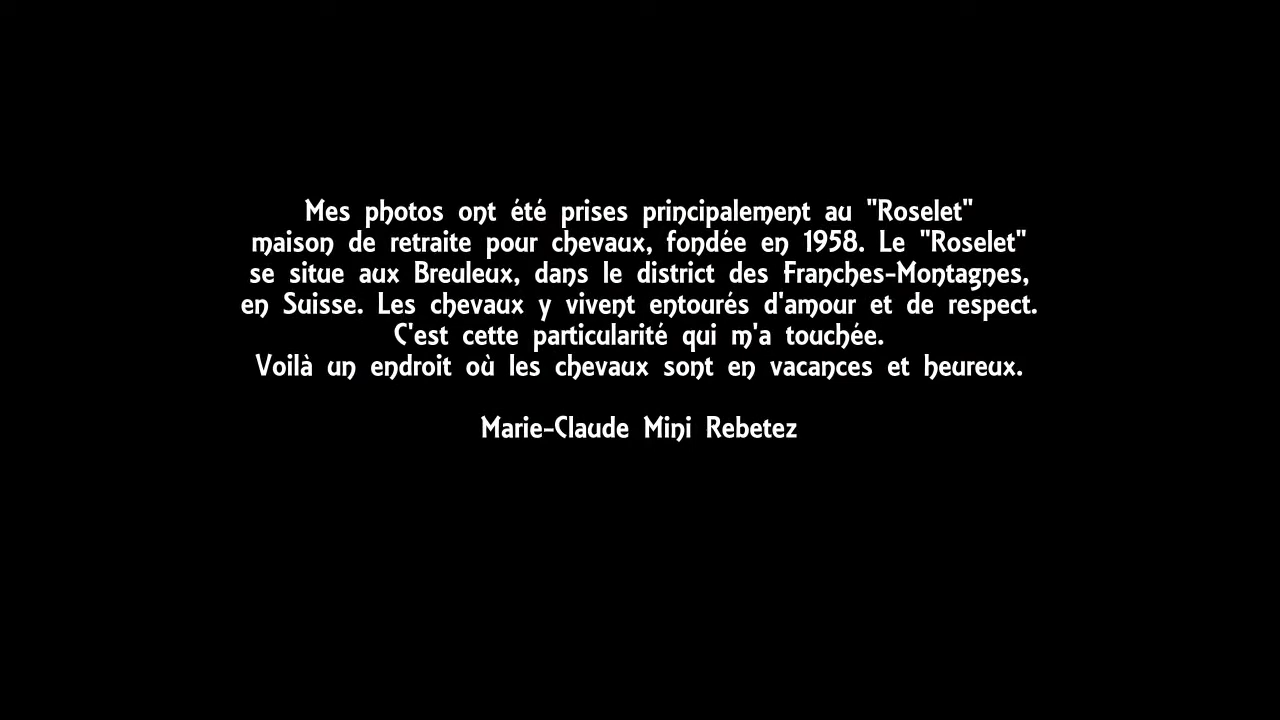 Mes photos ont été prises principalement au "Roselet"
maison de retraite pour chevaux, fondée en 1958. Le "Roselet"
se situe aux Breuleux, dans le district des Franches-Montagnes,
en Suisse. Les chevaux y vivent entourés d'amour et de respect.
C'est cette particularité qui m'a touchée.
Voilà un endroit où les chevaux sont en vacances et heureux.
Marie-Claude Mini Rebetez